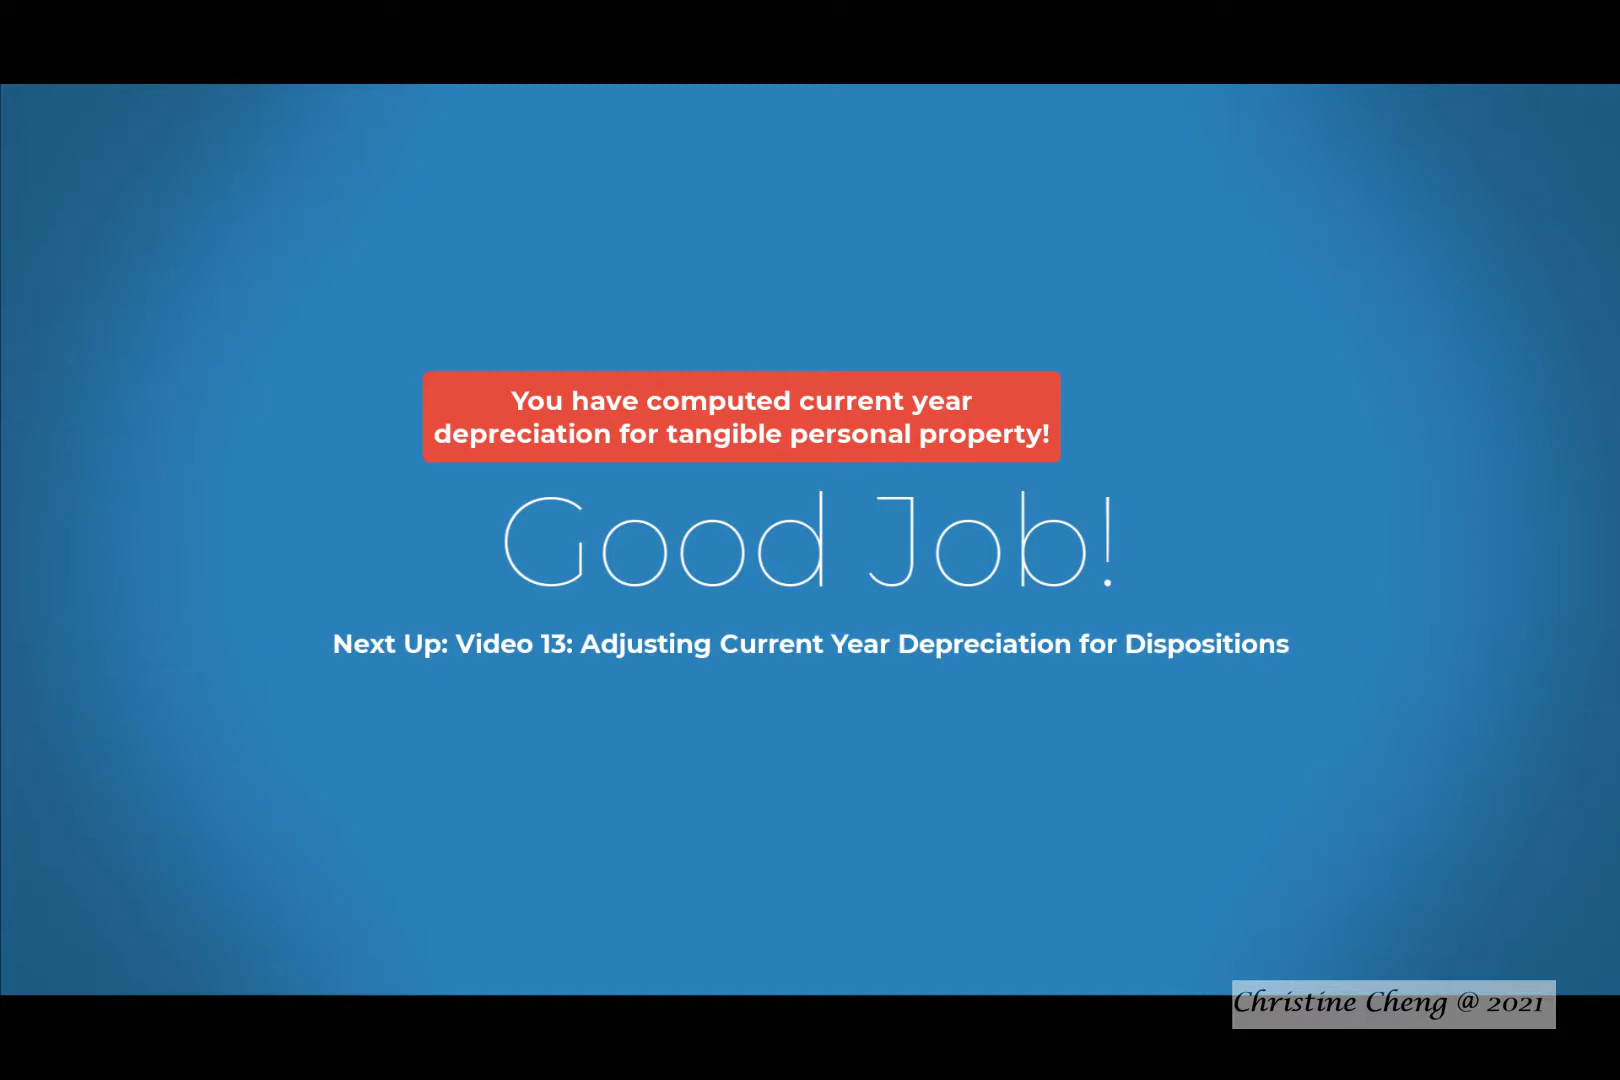 You have computed current year
depreciation for tangible personal property!
Good Job!
Next Up: Video 13: Adjusting Current Year Depreciation for Dispositions
Christine Cheng @ 2021